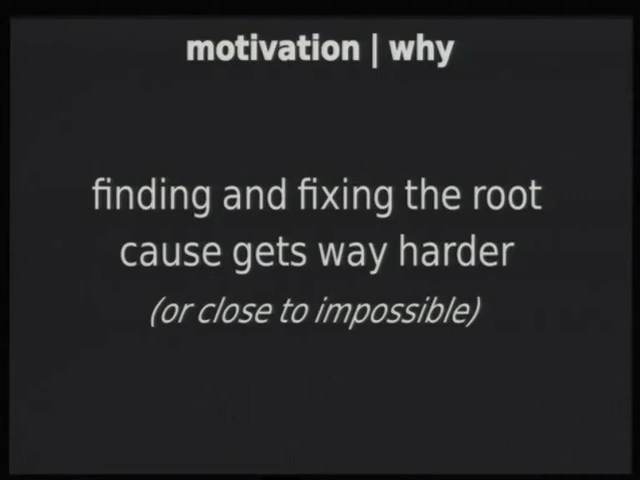 motivation | why
finding and fixing the root
cause gets way harder
(or close to impossible)